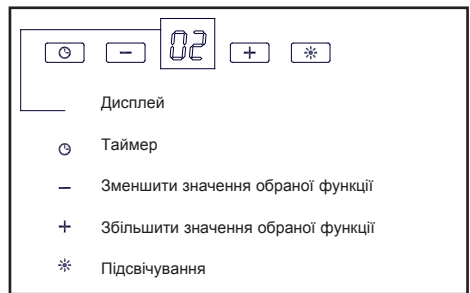 02
Дисплей
Таймер
− Зменшити значення обраної функції
+ Збільшити значення обраної функції
Підсвічування